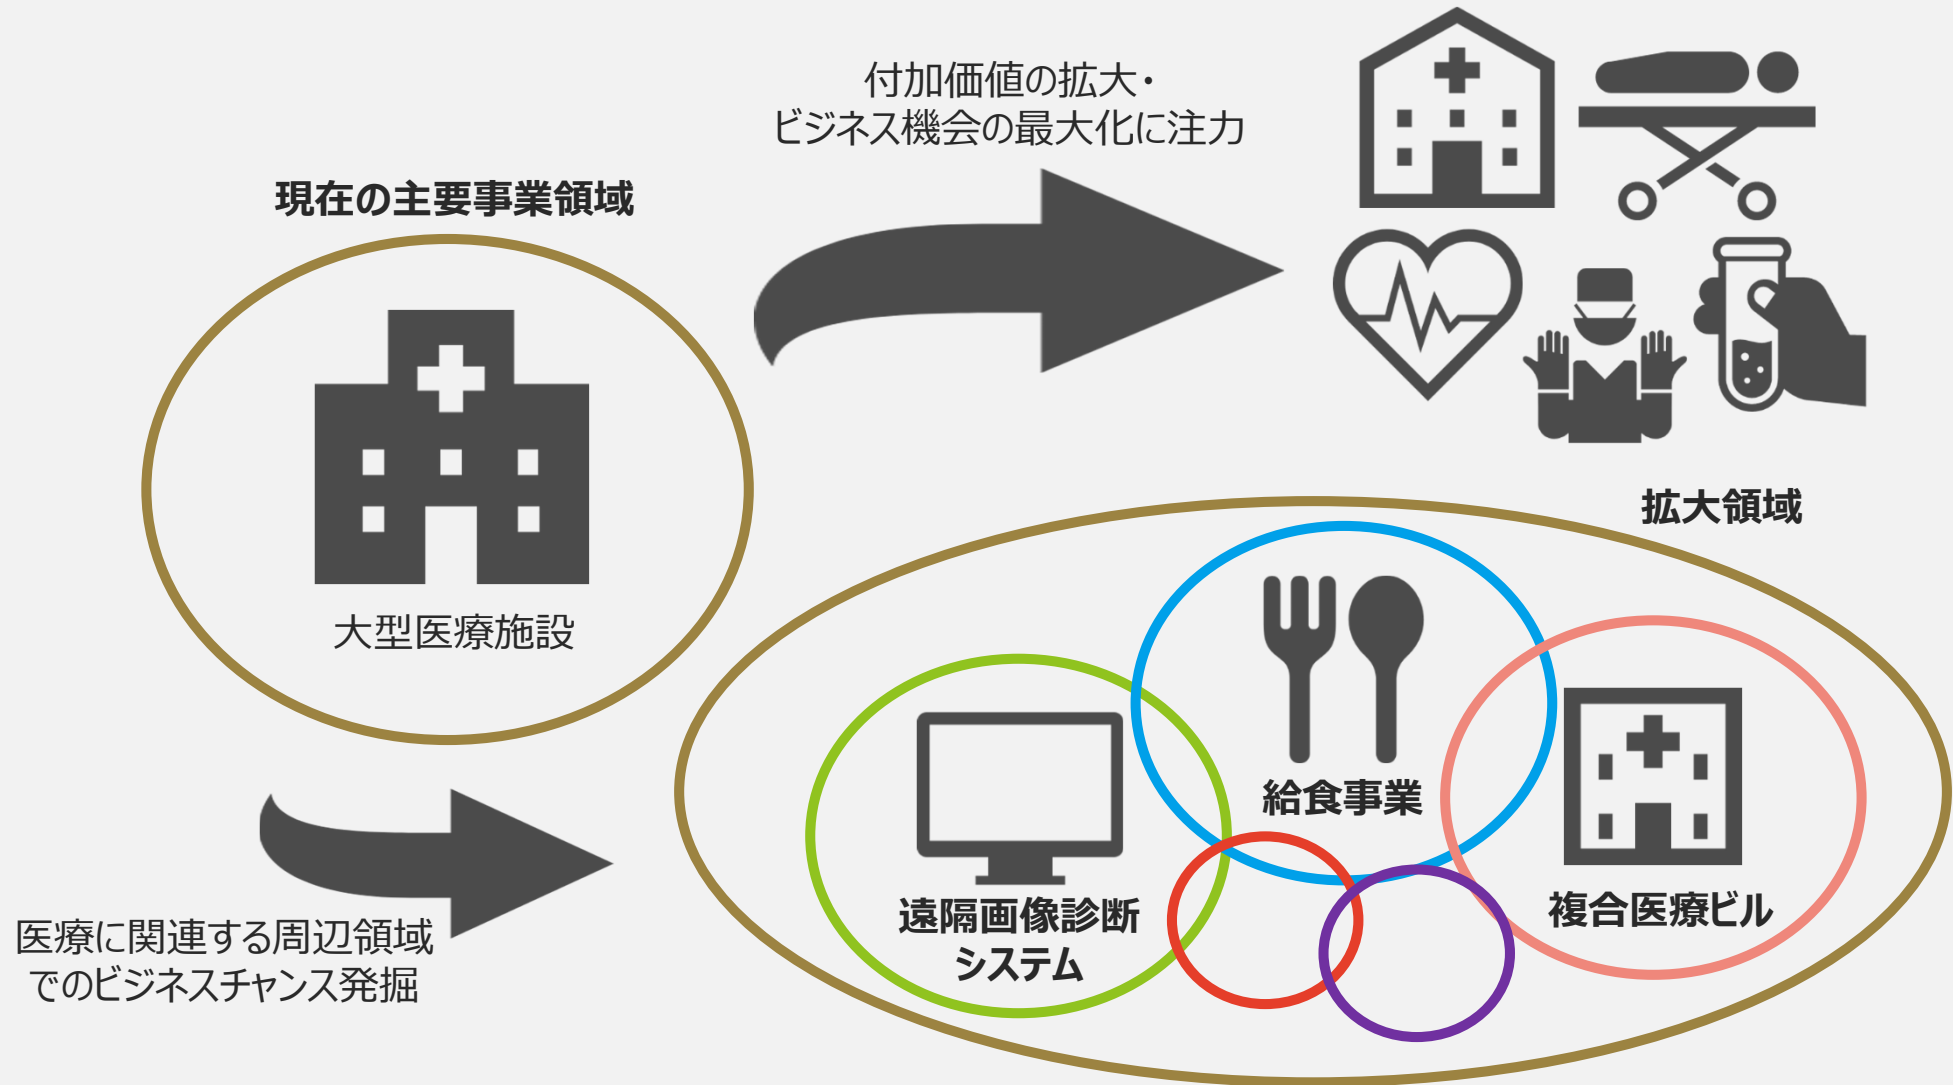 付加価値の拡大・
ビジネス機会の最大化に注力
現在の主要事業領域
大型医療施設
拡大領域
給食事業
遠隔画像診断
システム
複合医療ビル
医療に関連する周辺領域
でのビジネスチャンス発掘